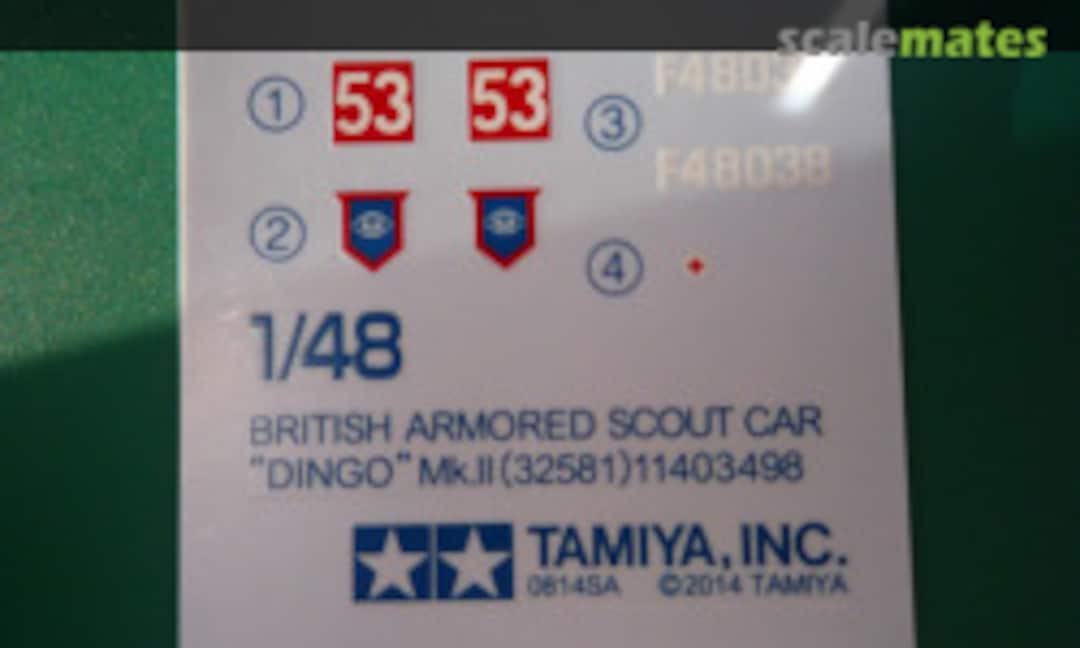 scalemates
① 53 53 ③ F48038
F48038
②
④
1/48
BRITISH ARMORED SCOUT CAR
"DINGO" Mk.II (32581) 11403498
TAMIYA, INC.
0814SA ©2014 TAMIYA